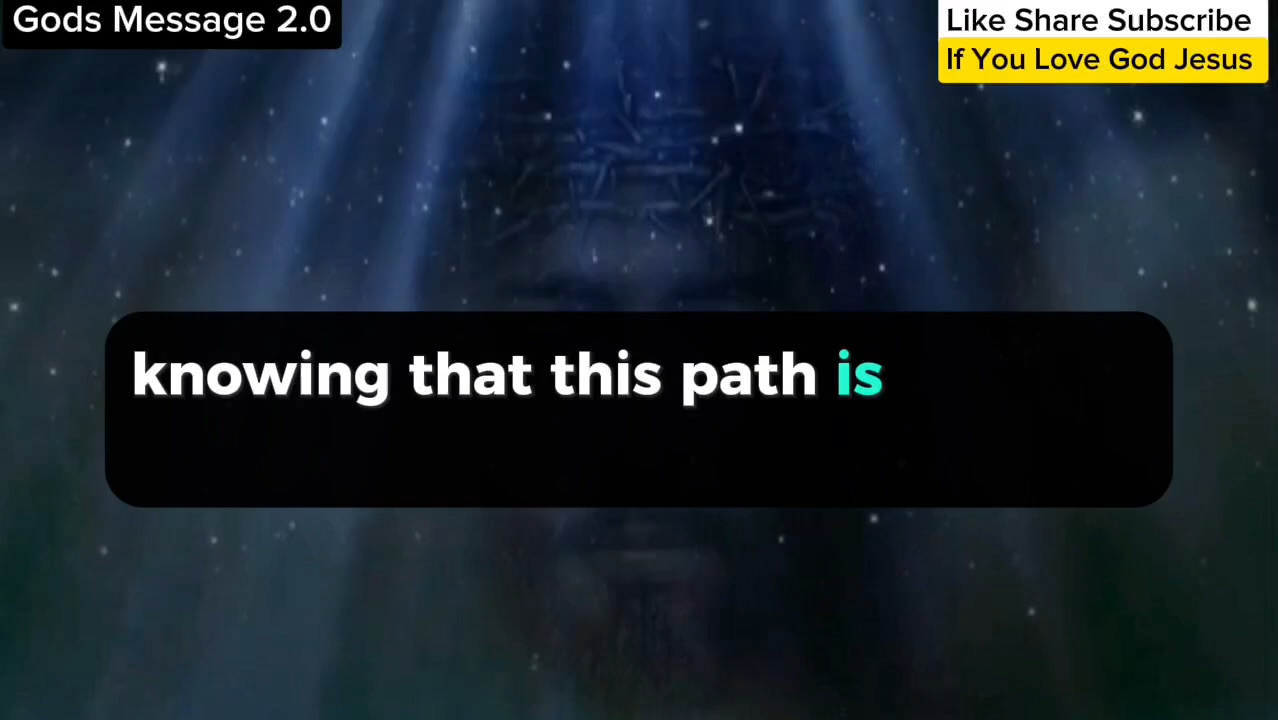 Gods Message 2.0
Like Share Subscribe
If You Love God Jesus
knowing that this path is